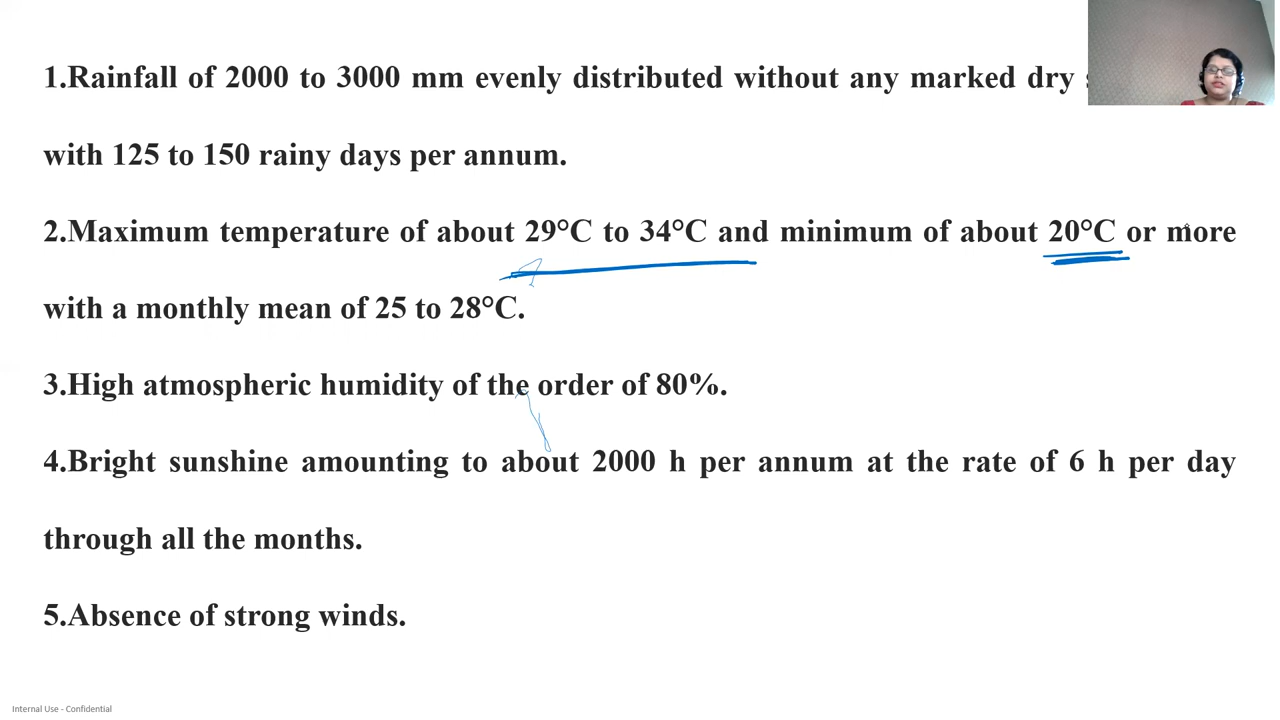 1.Rainfall of 2000 to 3000 mm evenly distributed without any marked dry
with 125 to 150 rainy days per annum.
2.Maximum temperature of about 29°C to 34°C and minimum of about 20°C or more
with a monthly mean of 25 to 28°C.
3.High atmospheric humidity of the order of 80%.
4.Bright sunshine amounting to about 2000 h per annum at the rate of 6 h per day
through all the months.
5.Absence of strong winds.
Internal Use - Confidential